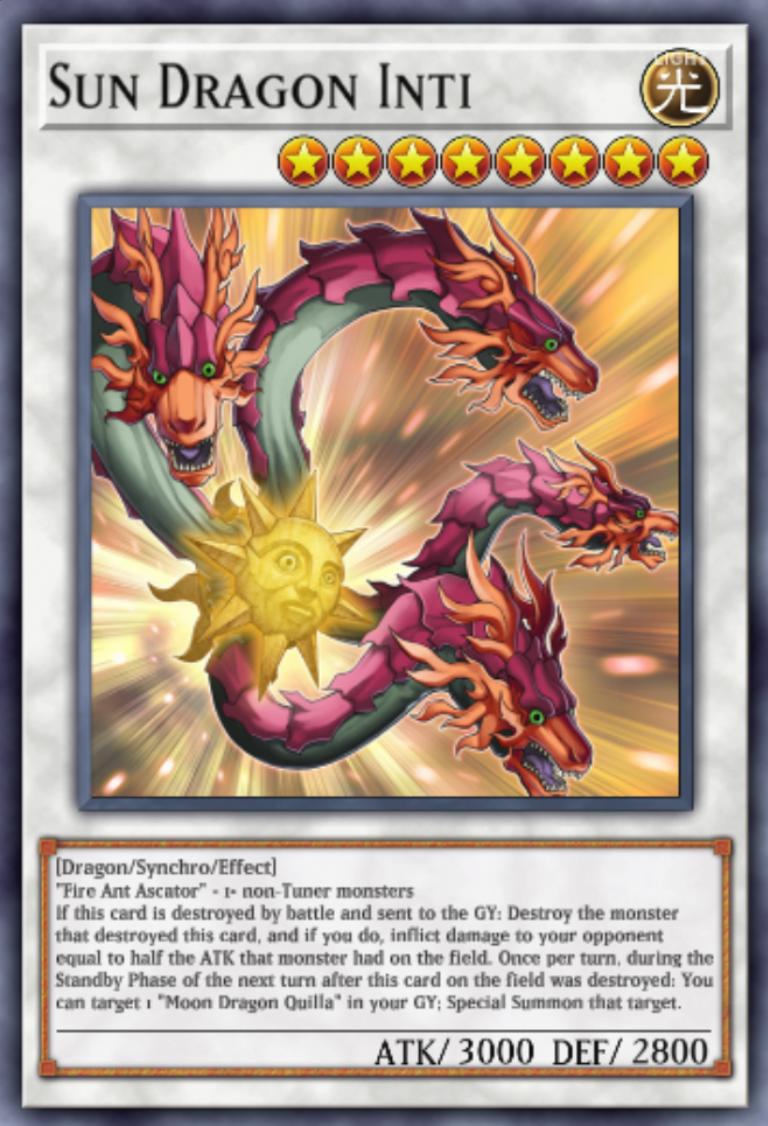 SUN DRAGON INTI
LIGHT
光
[Dragon/Synchro/Effect]
"Fire Ant Ascator" - 1+ non-Tuner monsters
If this card is destroyed by battle and sent to the GY: Destroy the monster
that destroyed this card, and if you do, inflict damage to your opponent
equal to half the ATK that monster had on the field. Once per turn, during the
Standby Phase of the next turn after this card on the field was destroyed: You
can target 1 "Moon Dragon Quilla" in your GY; Special Summon that target.
ATK/ 3000 DEF/ 2800